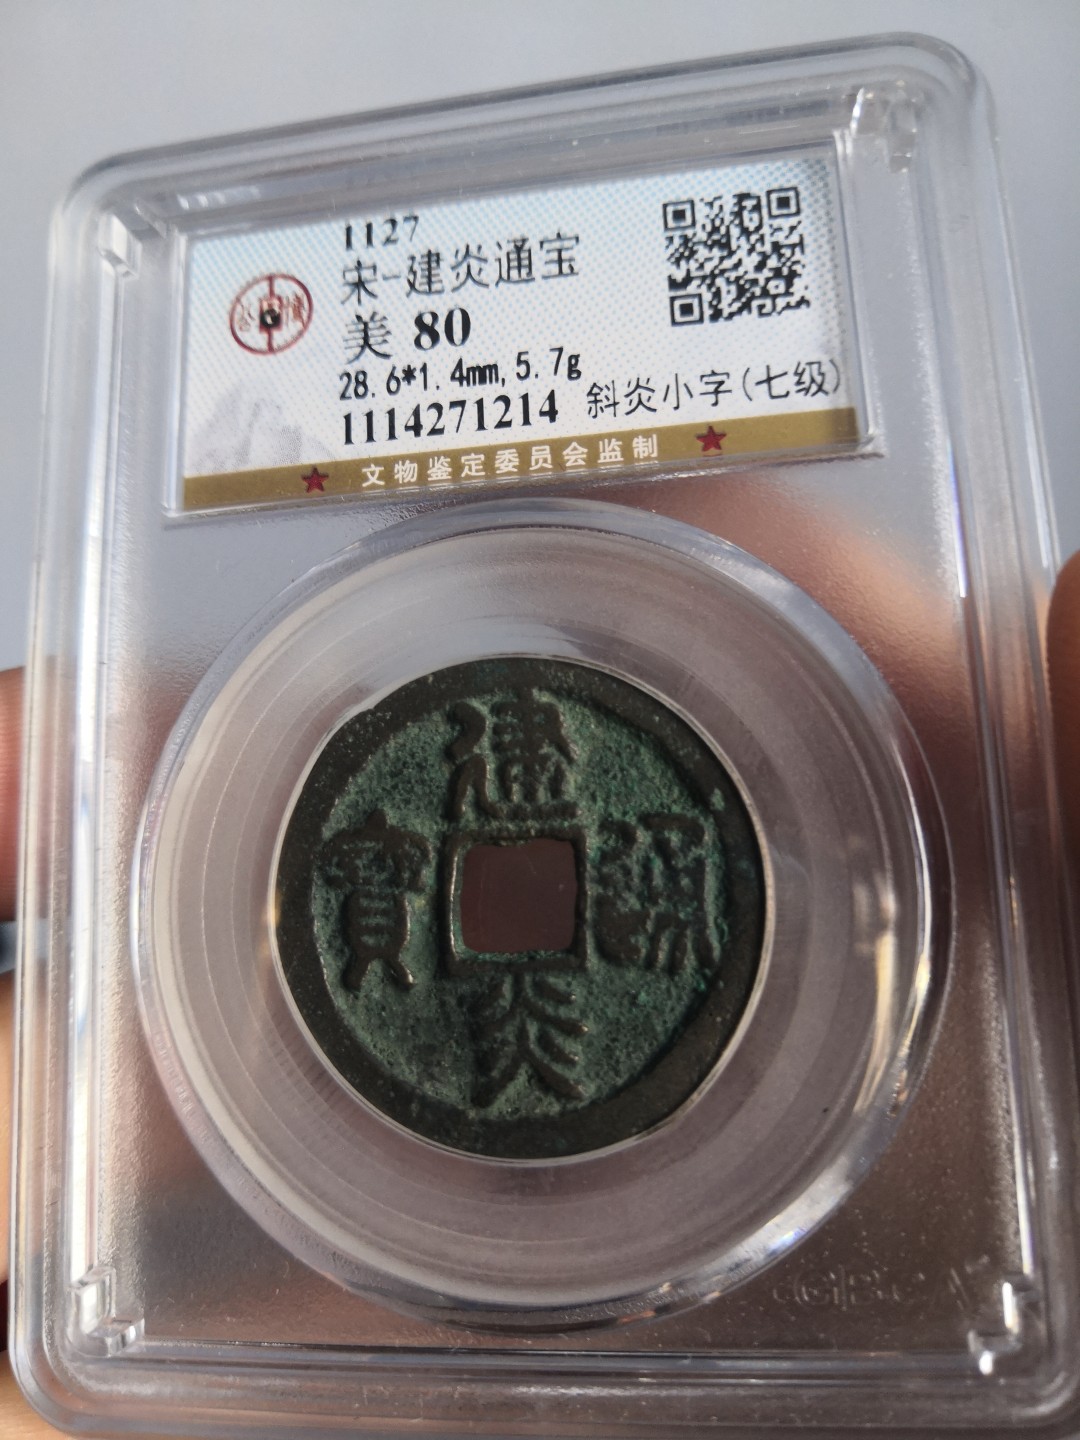 1127
宋-建炎通宝
美 80
28.6*1.4mm,5.7g
1114271214 斜炎小字(七级)
★ 文物鉴定委员会监制 ★
建
寶 通
炎